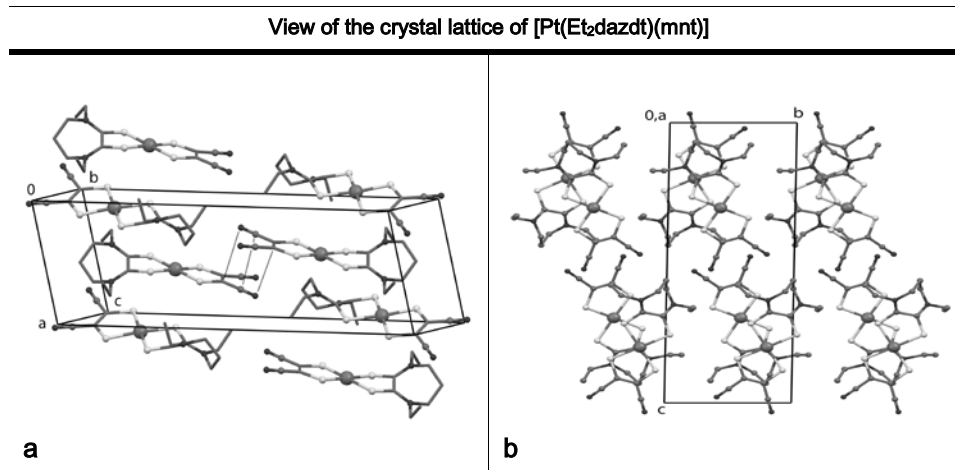 View of the crystal lattice of [Pt(Et₂dazdt)(mnt)]
0
b
c
a
a
0,a
b
c
b